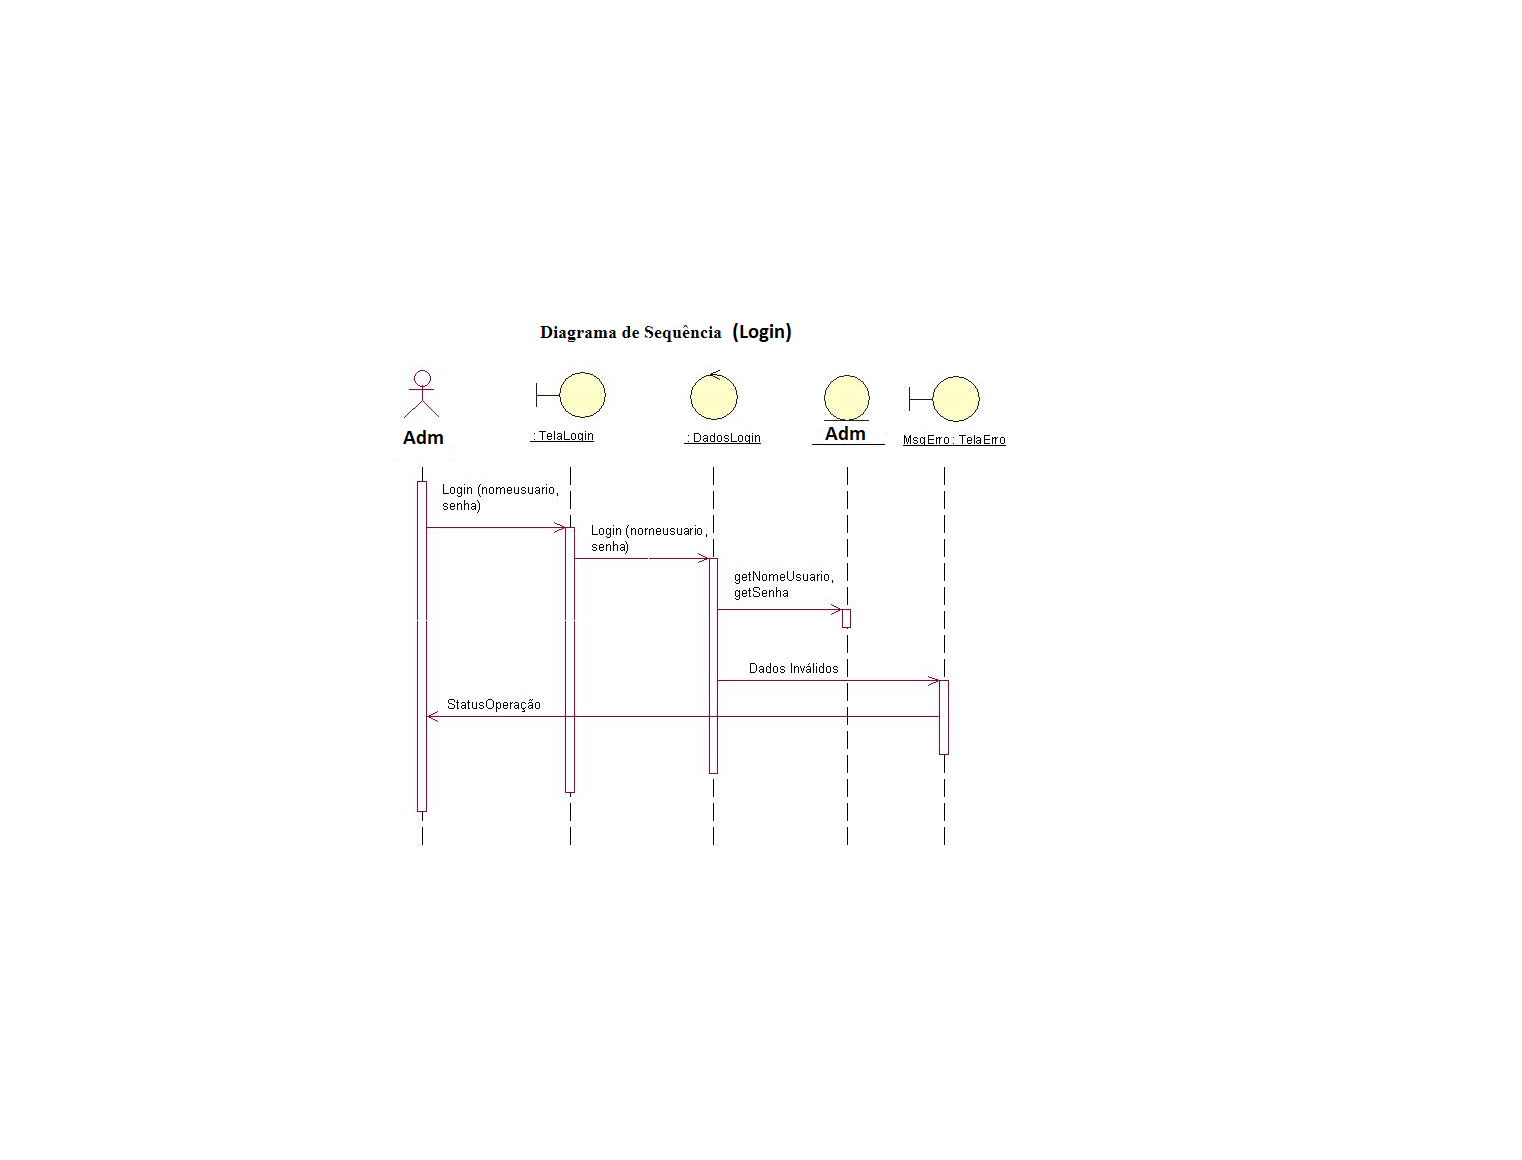 Diagrama de Sequência (Login)
Adm
: TelaLogin
: DadosLogin
Adm
MsgErro : TelaErro
Login (nomeusuario,
senha)
Login (nomeusuario,
senha)
getNomeUsuario,
getSenha
Dados Inválidos
StatusOperação